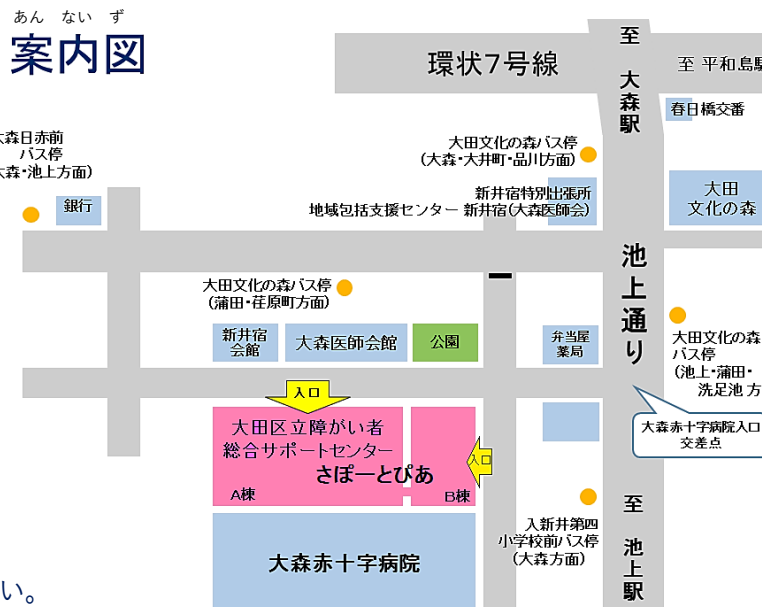 あん ない ず
案内図
環状7号線
至 大森駅
至 平和島駅
春日橋交番
大森日赤前
バス停
大森・池上方面)
銀行
大田文化の森バス停
(大森・大井町・品川方面)
新井宿特別出張所
地域包括支援センター 新井宿(大森医師会)
大田
文化の森
池上通り
大田文化の森バス停
(蒲田・荏原町方面)
新井宿
会館
大森医師会館
公園
弁当屋
薬局
大田文化の森
バス停
(池上・蒲田・
洗足池 方
入口
大田区立障がい者
総合サポートセンター
さぽーとぴあ
A棟
B棟
入口
大森赤十字病院入口
交差点
入新井第四
小学校前バス停
(大森方面)
至 池上駅
大森赤十字病院
い。